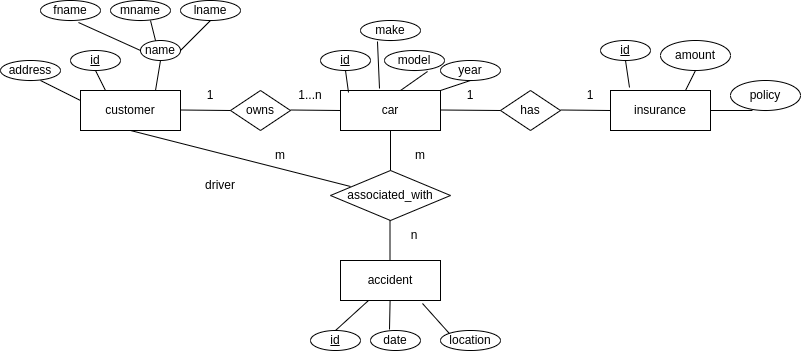 fname
mname
lname
name
id
address
customer
1
owns
1...n
make
id
model
year
car
1
has
1
id
amount
policy
insurance
m
driver
m
associated_with
n
accident
id
date
location